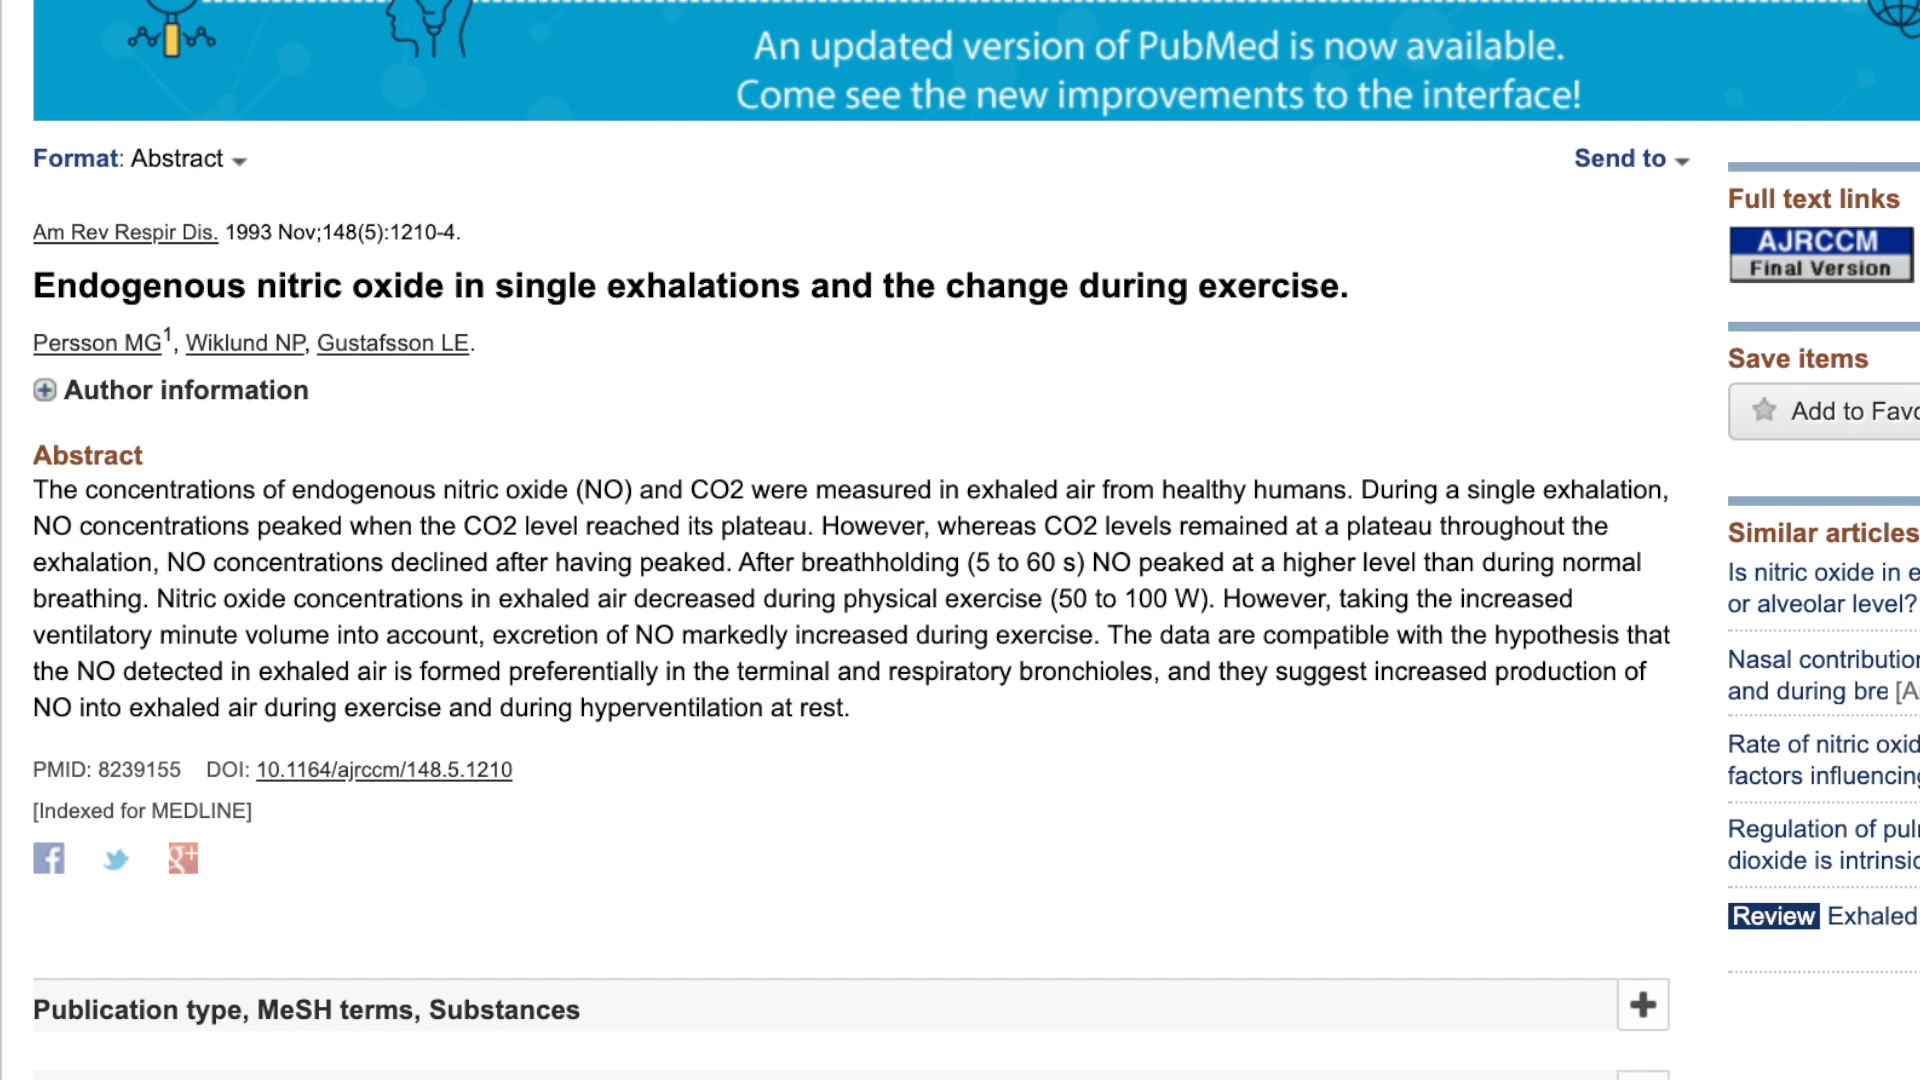 An updated version of PubMed is now available.
Come see the new improvements to the interface!
Format: Abstract
Send to
Am Rev Respir Dis. 1993 Nov;148(5):1210-4.
Endogenous nitric oxide in single exhalations and the change during exercise.
Persson MG1, Wiklund NP, Gustafsson LE.
Author information
Abstract
The concentrations of endogenous nitric oxide (NO) and CO2 were measured in exhaled air from healthy humans. During a single exhalation,
NO concentrations peaked when the CO2 level reached its plateau. However, whereas CO2 levels remained at a plateau throughout the
exhalation, NO concentrations declined after having peaked. After breathholding (5 to 60 s) NO peaked at a higher level than during normal
breathing. Nitric oxide concentrations in exhaled air decreased during physical exercise (50 to 100 W). However, taking the increased
ventilatory minute volume into account, excretion of NO markedly increased during exercise. The data are compatible with the hypothesis that
the NO detected in exhaled air is formed preferentially in the terminal and respiratory bronchioles, and they suggest increased production of
NO into exhaled air during exercise and during hyperventilation at rest.
PMID: 8239155 DOI: 10.1164/ajrccm/148.5.1210
[Indexed for MEDLINE]
f
g+
Publication type, MeSH terms, Substances
Full text links
AJRCCM
Final Version
Save items
Add to Favo
Similar articles
Is nitric oxide in e
or alveolar level?
Nasal contribution
and during bre [A
Rate of nitric oxid
factors influencing
Regulation of pul
dioxide is intrinsic
Review Exhaled